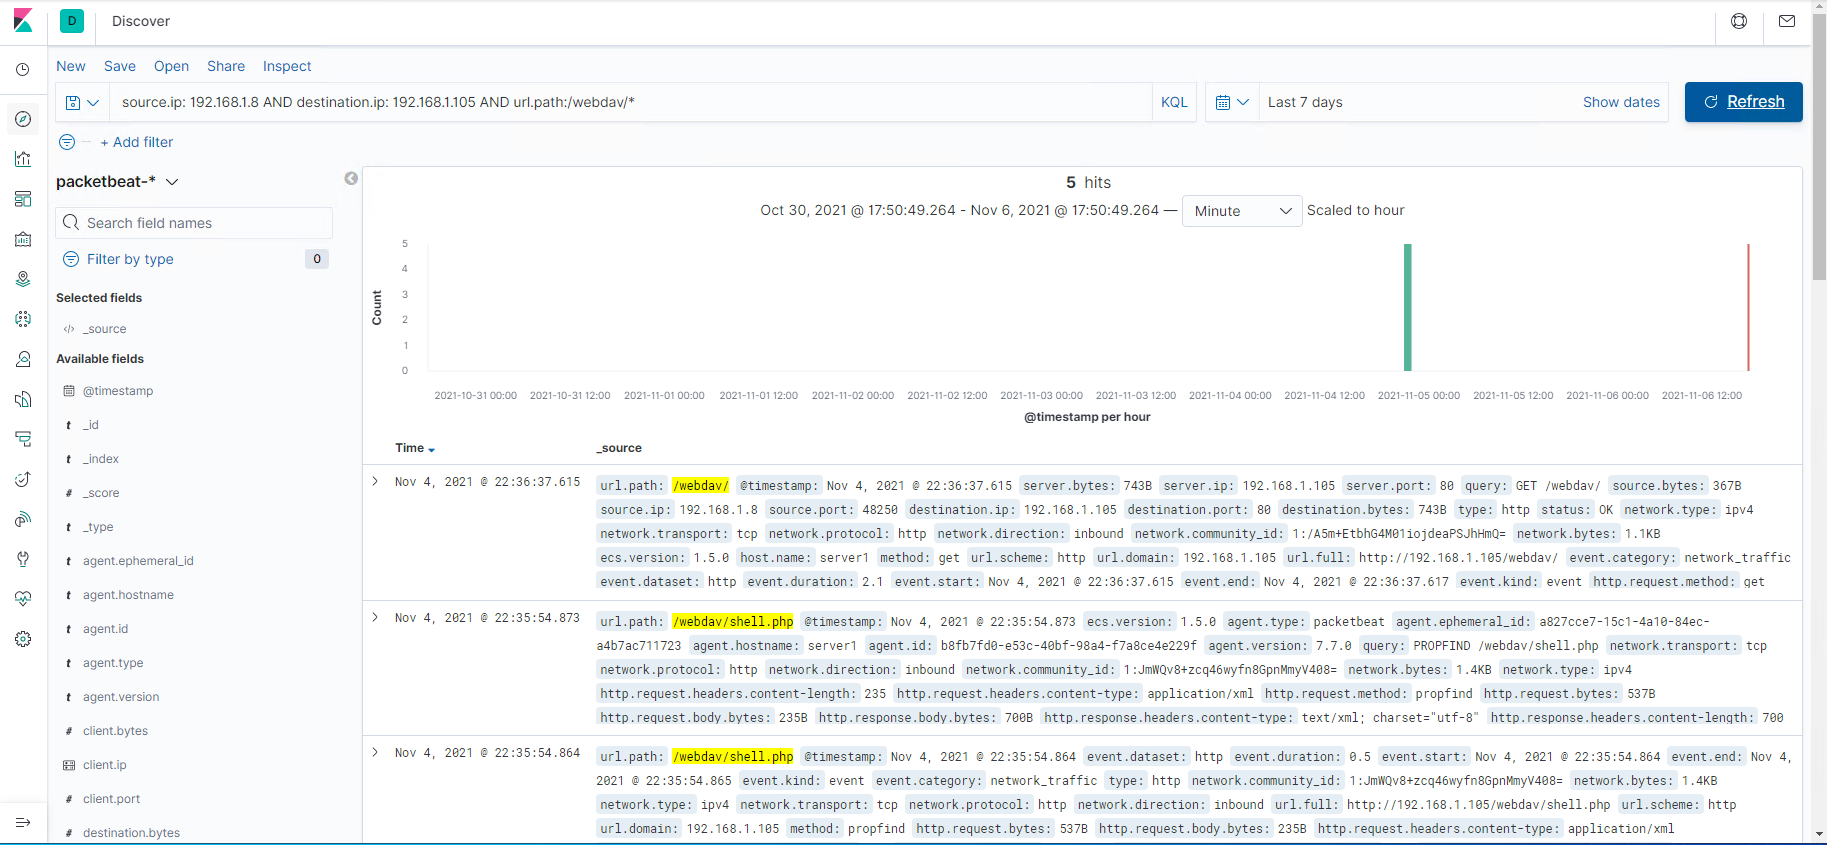 D Discover
New Save Open Share Inspect
source.ip: 192.168.1.8 AND destination.ip: 192.168.1.105 AND url.path:/webdav/* KQL Last 7 days Show dates Refresh
+ Add filter
packetbeat-*
Search field names
Filter by type 0
Selected fields
</> _source
Available fields
@timestamp
t _id
t _index
# _score
t _type
t agent.ephemeral_id
t agent.hostname
t agent.id
t agent.type
t agent.version
# client.bytes
client.ip
# client.port
# destination.bytes
5 hits
Oct 30, 2021 @ 17:50:49.264 - Nov 6, 2021 @ 17:50:49.264 — Minute Scaled to hour
5
4
3
2
1
0
Count
2021-10-31 00:00 2021-10-31 12:00 2021-11-01 00:00 2021-11-01 12:00 2021-11-02 00:00 2021-11-02 12:00 2021-11-03 00:00 2021-11-03 12:00 2021-11-04 00:00 2021-11-04 12:00 2021-11-05 00:00 2021-11-05 12:00 2021-11-06 00:00 2021-11-06 12:00
@timestamp per hour
Time _source
Nov 4, 2021 @ 22:36:37.615
url.path: /webdav/ @timestamp: Nov 4, 2021 @ 22:36:37.615 server.bytes: 743B server.ip: 192.168.1.105 server.port: 80 query: GET /webdav/ source.bytes: 367B
source.ip: 192.168.1.8 source.port: 48250 destination.ip: 192.168.1.105 destination.port: 80 destination.bytes: 743B type: http status: OK network.type: ipv4
network.transport: tcp network.protocol: http network.direction: inbound network.community_id: 1:/A5m+EtbhG4M01iojdeaPSJhHmQ= network.bytes: 1.1KB
ecs.version: 1.5.0 host.name: server1 method: get url.scheme: http url.domain: 192.168.1.105 url.full: http://192.168.1.105/webdav/ event.category: network_traffic
event.dataset: http event.duration: 2.1 event.start: Nov 4, 2021 @ 22:36:37.615 event.end: Nov 4, 2021 @ 22:36:37.617 event.kind: event http.request.method: get
Nov 4, 2021 @ 22:35:54.873
url.path: /webdav/shell.php @timestamp: Nov 4, 2021 @ 22:35:54.873 ecs.version: 1.5.0 agent.type: packetbeat agent.ephemeral_id: a827cce7-15c1-4a10-84ec-
a4b7ac711723 agent.hostname: server1 agent.id: b8fb7fd0-e53c-40bf-98a4-f7a8ce4e229f agent.version: 7.7.0 query: PROPFIND /webdav/shell.php network.transport: tcp
network.protocol: http network.direction: inbound network.community_id: 1:JmWQv8+zcq46wyfn8GpnMmyV408= network.bytes: 1.4KB network.type: ipv4
http.request.headers.content-length: 235 http.request.headers.content-type: application/xml http.request.method: propfind http.request.bytes: 537B
http.request.body.bytes: 235B http.response.body.bytes: 700B http.response.headers.content-type: text/xml; charset="utf-8" http.response.headers.content-length: 700
Nov 4, 2021 @ 22:35:54.864
url.path: /webdav/shell.php @timestamp: Nov 4, 2021 @ 22:35:54.864 event.dataset: http event.duration: 0.5 event.start: Nov 4, 2021 @ 22:35:54.864 event.end: Nov 4,
2021 @ 22:35:54.865 event.kind: event event.category: network_traffic type: http network.community_id: 1:JmWQv8+zcq46wyfn8GpnMmyV408= network.bytes: 1.4KB
network.type: ipv4 network.transport: tcp network.protocol: http network.direction: inbound url.full: http://192.168.1.105/webdav/shell.php url.scheme: http
url.domain: 192.168.1.105 method: propfind http.request.bytes: 537B http.request.body.bytes: 235B http.request.headers.content-type: application/xml